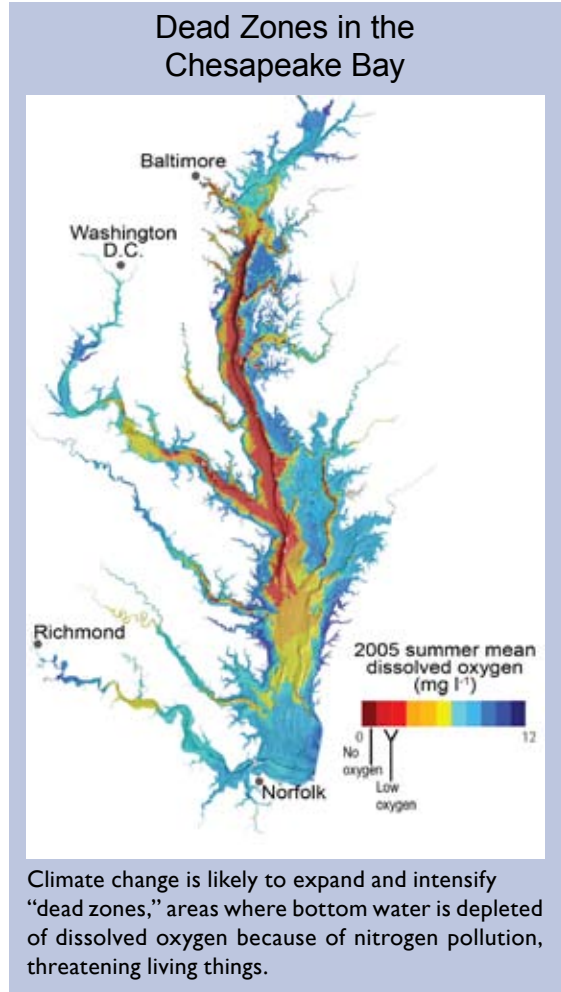 Dead Zones in the
Chesapeake Bay
Baltimore
Washington
D.C.
Richmond
2005 summer mean
dissolved oxygen
(mg l⁻¹)
0
12
No
oxygen
Low
oxygen
Norfolk
Climate change is likely to expand and intensify
“dead zones,” areas where bottom water is depleted
of dissolved oxygen because of nitrogen pollution,
threatening living things.